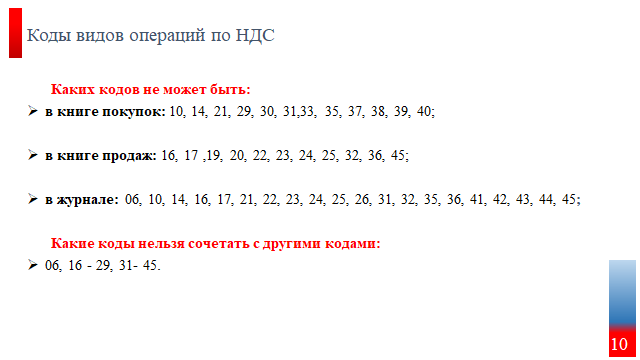 Коды видов операций по НДС
Каких кодов не может быть:
➢ в книге покупок: 10, 14, 21, 29, 30, 31,33, 35, 37, 38, 39, 40;
➢ в книге продаж: 16, 17 ,19, 20, 22, 23, 24, 25, 32, 36, 45;
➢ в журнале: 06, 10, 14, 16, 17, 21, 22, 23, 24, 25, 26, 31, 32, 35, 36, 41, 42, 43, 44, 45;
Какие коды нельзя сочетать с другими кодами:
➢ 06, 16 - 29, 31- 45.
10